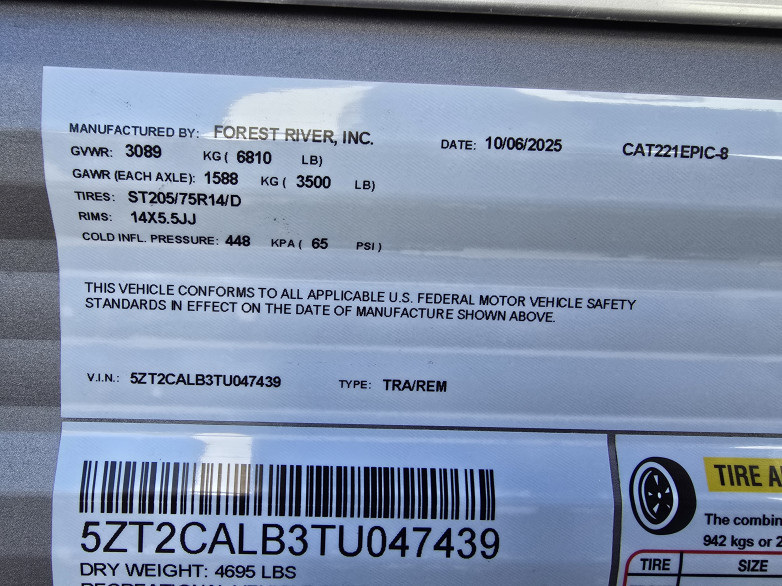 MANUFACTURED BY: FOREST RIVER, INC. DATE: 10/06/2025 CAT221EPIC-8
GVWR: 3089 KG ( 6810 LB)
GAWR (EACH AXLE): 1588 KG ( 3500 LB)
TIRES: ST205/75R14/D
RIMS: 14X5.5JJ
COLD INFL. PRESSURE: 448 KPA ( 65 PSI )
THIS VEHICLE CONFORMS TO ALL APPLICABLE U.S. FEDERAL MOTOR VEHICLE SAFETY
STANDARDS IN EFFECT ON THE DATE OF MANUFACTURE SHOWN ABOVE.
V.I.N.: 5ZT2CALB3TU047439 TYPE: TRA/REM
5ZT2CALB3TU047439
DRY WEIGHT: 4695 LBS
TIRE
The
942 kgs or
TIRE SIZE